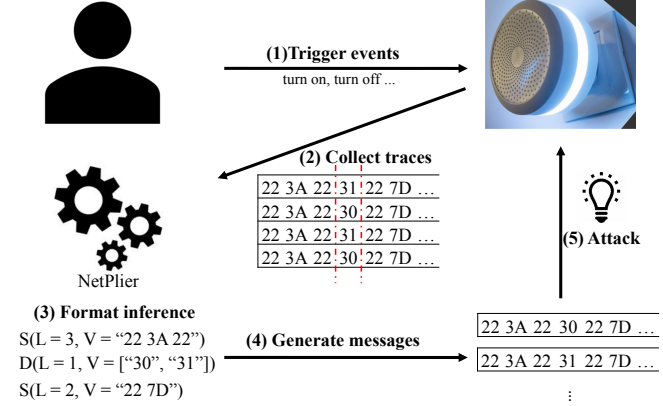 (1)Trigger events
turn on, turn off ...
(2) Collect traces
22 3A 22 31 22 7D ...
22 3A 22 30 22 7D ...
22 3A 22 31 22 7D ...
22 3A 22 30 22 7D ...
NetPlier
(3) Format inference
S(L = 3, V = “22 3A 22”)
D(L = 1, V = [“30”, “31”])
S(L = 2, V = “22 7D”)
(4) Generate messages
(5) Attack
22 3A 22 30 22 7D ...
22 3A 22 31 22 7D ...
⋮